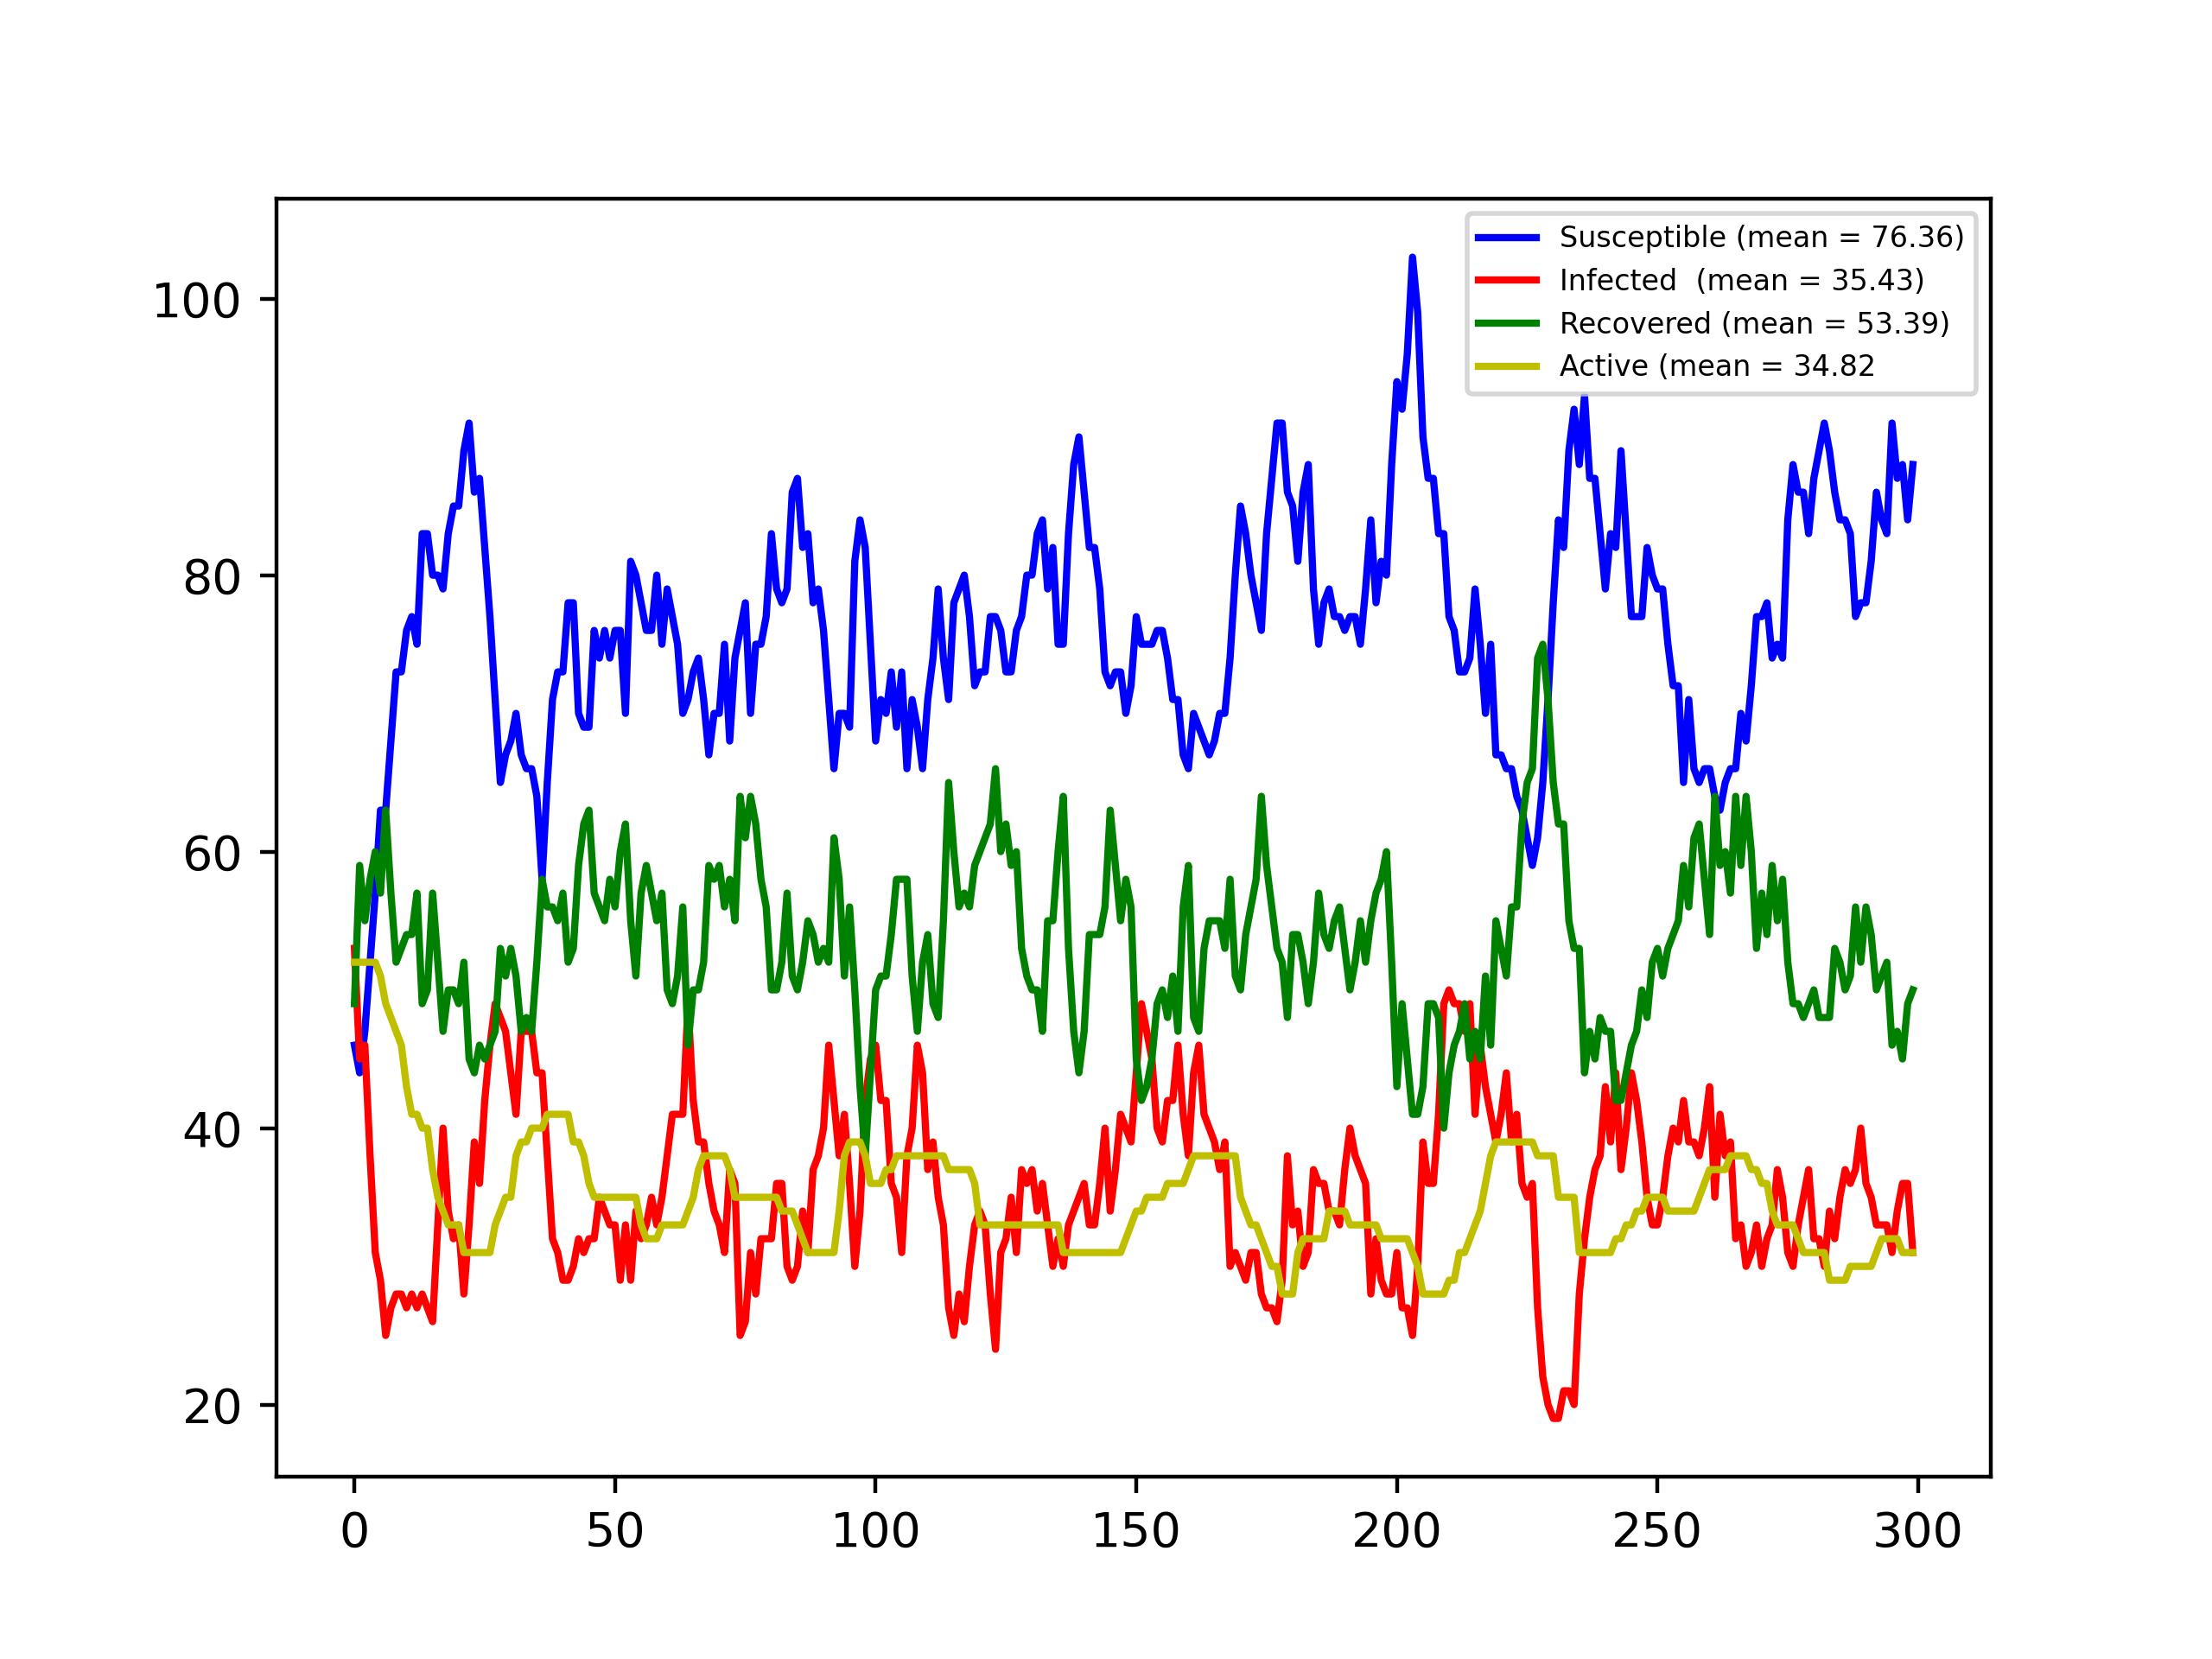 Susceptible (mean = 76.36)
Infected  (mean = 35.43)
Recovered (mean = 53.39)
Active (mean = 34.82
100
80
60
40
20
0 50 100 150 200 250 300